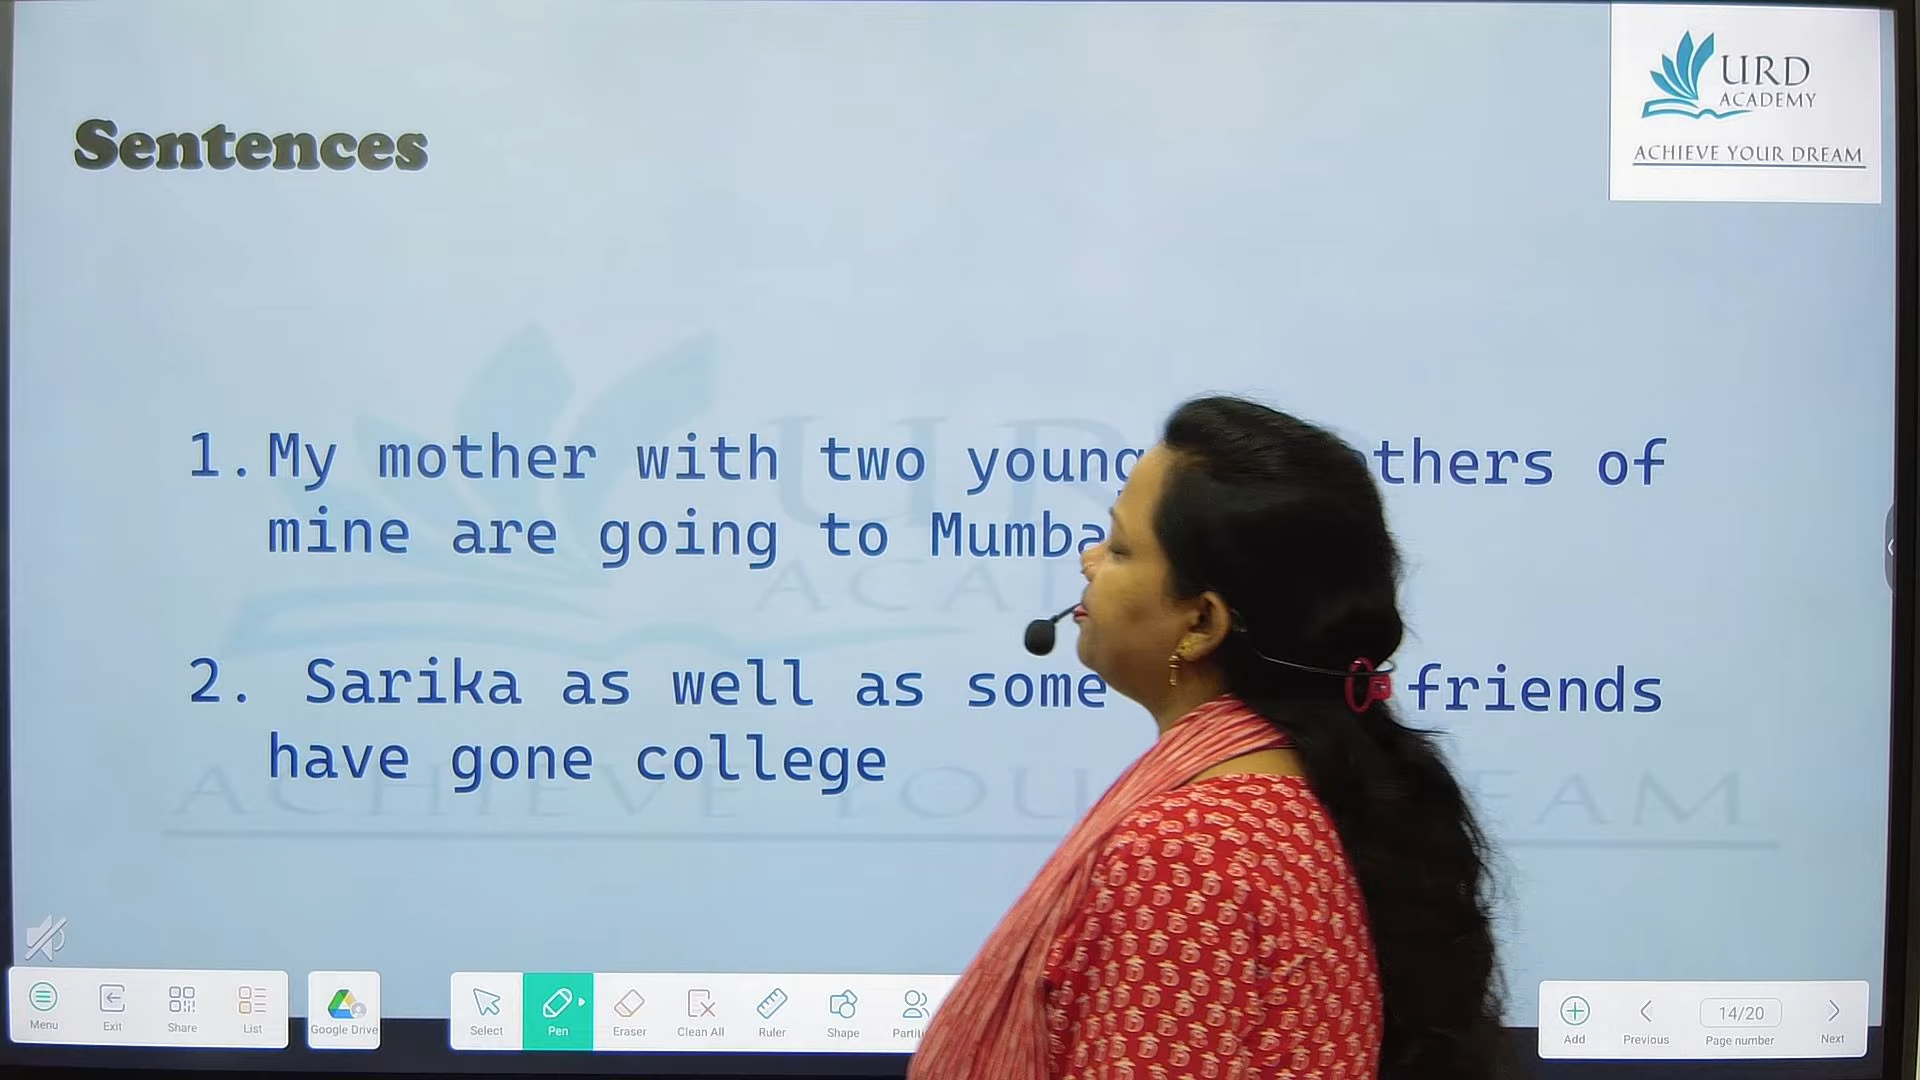 URD
ACADEMY
ACHIEVE YOUR DREAM
Sentences
1. My mother with two young thers of
mine are going to Mumba
2. Sarika as well as some friends
have gone college
Menu Exit Share List Google Drive Select Pen Eraser Clean All Ruler Shape Partiti Add Previous 14/20 Page number Next